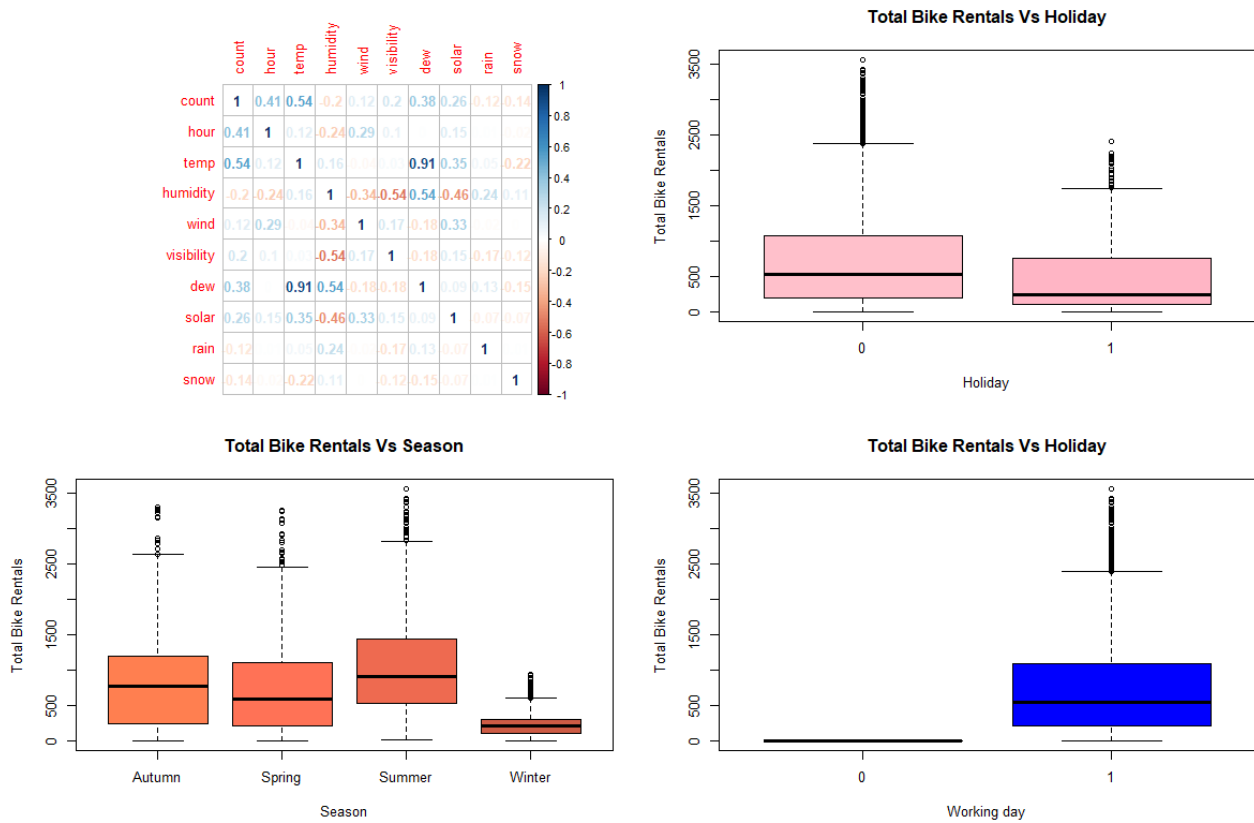 count hour temp humidity wind visibility dew solar rain snow
count 1 0.41 0.54 -0.2 0.12 0.2 0.38 0.26 -0.12 -0.14
hour 0.41 1 0.12 -0.24 0.29 0.1 0.15
temp 0.54 0.12 1 0.16 0.91 0.35 0.05 -0.22
humidity -0.2 -0.24 0.16 1 -0.34 -0.54 0.54 -0.46 0.24 0.11
wind 0.12 0.29 -0.34 1 0.17 -0.18 0.33
visibility 0.2 0.1 -0.54 0.17 1 -0.18 0.15 -0.17 -0.12
dew 0.38 0.91 0.54 -0.18 -0.18 1 0.09 0.13 -0.15
solar 0.26 0.15 0.35 -0.46 0.33 0.15 0.09 1 -0.07 -0.07
rain -0.12 0.05 0.24 -0.17 0.13 -0.07 1
snow -0.14 -0.22 0.11 -0.12 -0.15 -0.07 1
1
0.8
0.6
0.4
0.2
0
-0.2
-0.4
-0.6
-0.8
-1
Total Bike Rentals Vs Holiday
Total Bike Rentals
3500
2500
1500
500
0
0 1
Holiday
Total Bike Rentals Vs Season
Total Bike Rentals
3500
2500
1500
500
0
Autumn Spring Summer Winter
Season
Total Bike Rentals Vs Holiday
Total Bike Rentals
3500
2500
1500
500
0
0 1
Working day